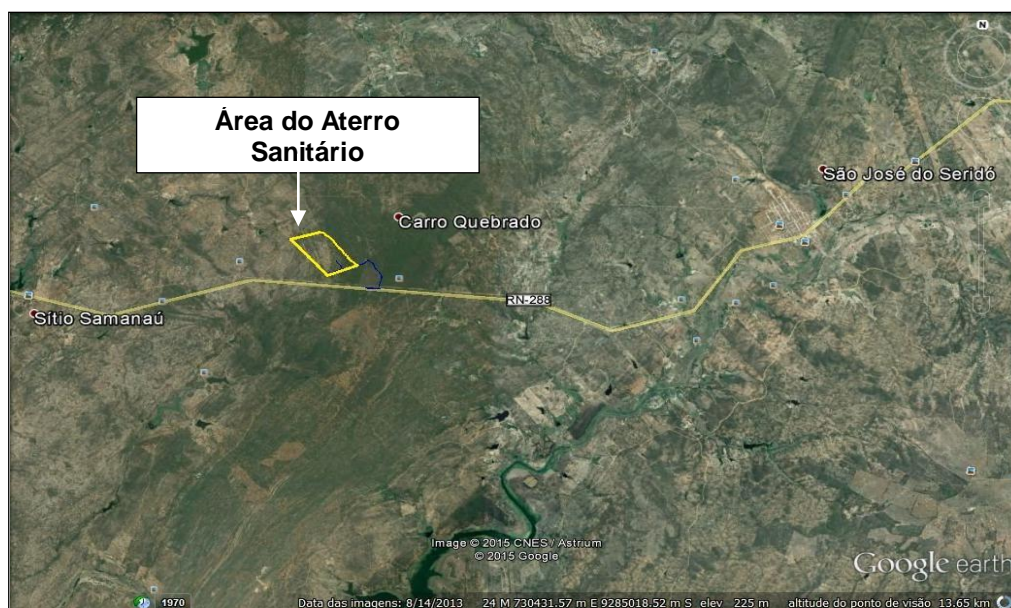 N
Área do Aterro
Sanitário
São José do Seridó
Carro Quebrado
RN-288
Sítio Samanaú
Image © 2015 CNES / Astrium
© 2015 Google
Google earth
1970
Data das imagens: 8/14/2013 24 M 730431.57 m E 9285018.52 m S elev 225 m altitude do ponto de visão 13.65 km